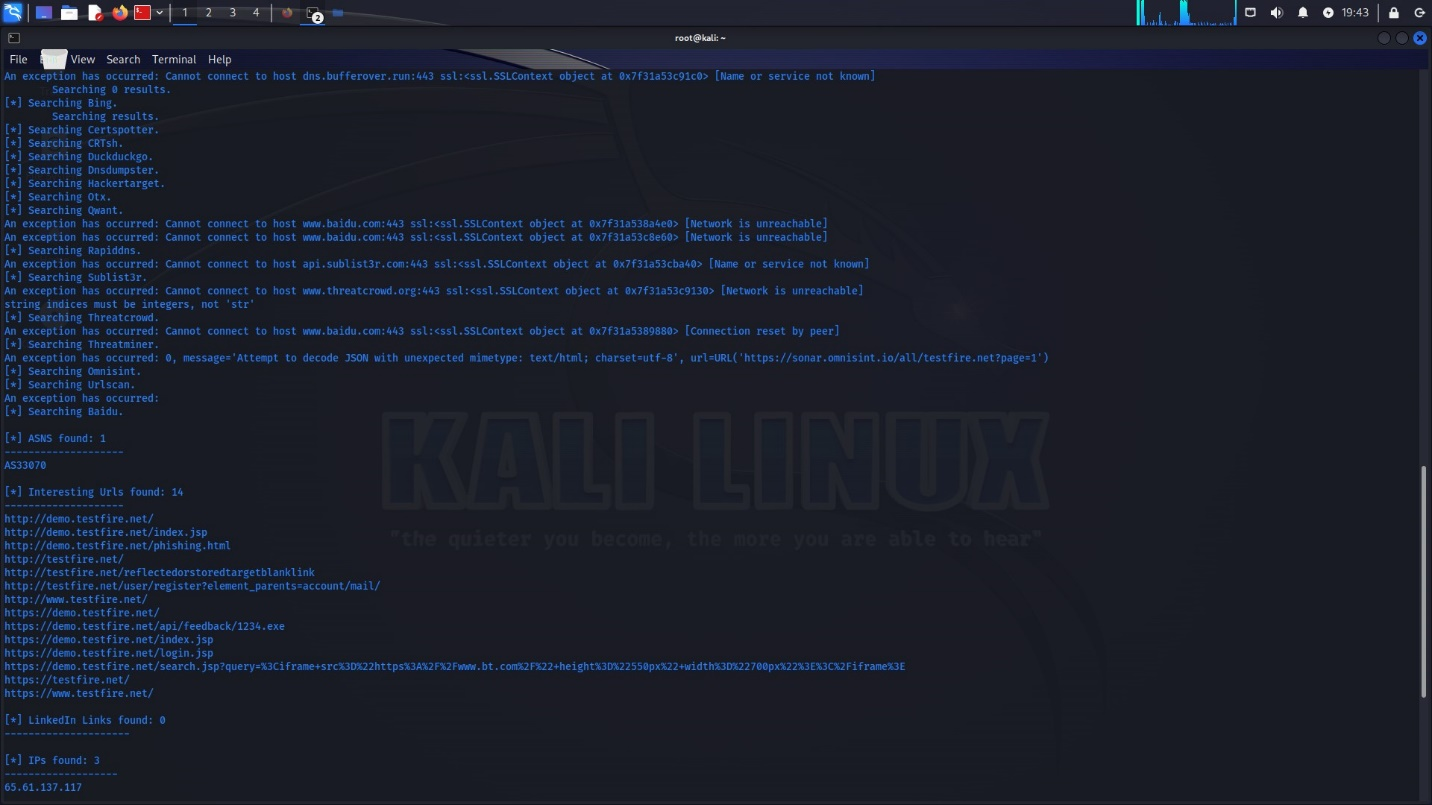 1 2 3 4 2 19:43
root@kali: ~
File View Search Terminal Help
An exception has occurred: Cannot connect to host dns.bufferover.run:443 ssl:<ssl.SSLContext object at 0x7f31a53c91c0> [Name or service not known]
Searching 0 results.
[*] Searching Bing.
Searching results.
[*] Searching Certspotter.
[*] Searching CRTsh.
[*] Searching Duckduckgo.
[*] Searching Dnsdumpster.
[*] Searching Hackertarget.
[*] Searching Otx.
[*] Searching Qwant.
An exception has occurred: Cannot connect to host www.baidu.com:443 ssl:<ssl.SSLContext object at 0x7f31a538a4e0> [Network is unreachable]
An exception has occurred: Cannot connect to host www.baidu.com:443 ssl:<ssl.SSLContext object at 0x7f31a53c8e60> [Network is unreachable]
[*] Searching Rapiddns.
An exception has occurred: Cannot connect to host api.sublist3r.com:443 ssl:<ssl.SSLContext object at 0x7f31a53cba40> [Name or service not known]
[*] Searching Sublist3r.
An exception has occurred: Cannot connect to host www.threatcrowd.org:443 ssl:<ssl.SSLContext object at 0x7f31a53c9130> [Network is unreachable]
string indices must be integers, not 'str'
[*] Searching Threatcrowd.
An exception has occurred: Cannot connect to host www.baidu.com:443 ssl:<ssl.SSLContext object at 0x7f31a5389880> [Connection reset by peer]
[*] Searching Threatminer.
An exception has occurred: 0, message='Attempt to decode JSON with unexpected mimetype: text/html; charset=utf-8', url=URL('https://sonar.omnisint.io/all/testfire.net?page=1')
[*] Searching Omnisint.
[*] Searching Urlscan.
An exception has occurred:
[*] Searching Baidu.
[*] ASNS found: 1
--------------------
AS33070
[*] Interesting Urls found: 14
--------------------
http://demo.testfire.net/
http://demo.testfire.net/index.jsp
http://demo.testfire.net/phishing.html
http://testfire.net/
http://testfire.net/reflectedorstoredtargetblanklink
http://testfire.net/user/register?element_parents=account/mail/
http://www.testfire.net/
https://demo.testfire.net/
https://demo.testfire.net/api/feedback/1234.exe
https://demo.testfire.net/index.jsp
https://demo.testfire.net/login.jsp
https://demo.testfire.net/search.jsp?query=%3Ciframe+src%3D%22https%3A%2F%2Fwww.bt.com%2F%22+height%3D%22550px%22+width%3D%22700px%22%3E%3C%2Fiframe%3E
https://testfire.net/
https://www.testfire.net/
[*] LinkedIn Links found: 0
---------------------
[*] IPs found: 3
-------------------
65.61.137.117
KALI LINUX
"the quieter you become, the more you are able to hear"